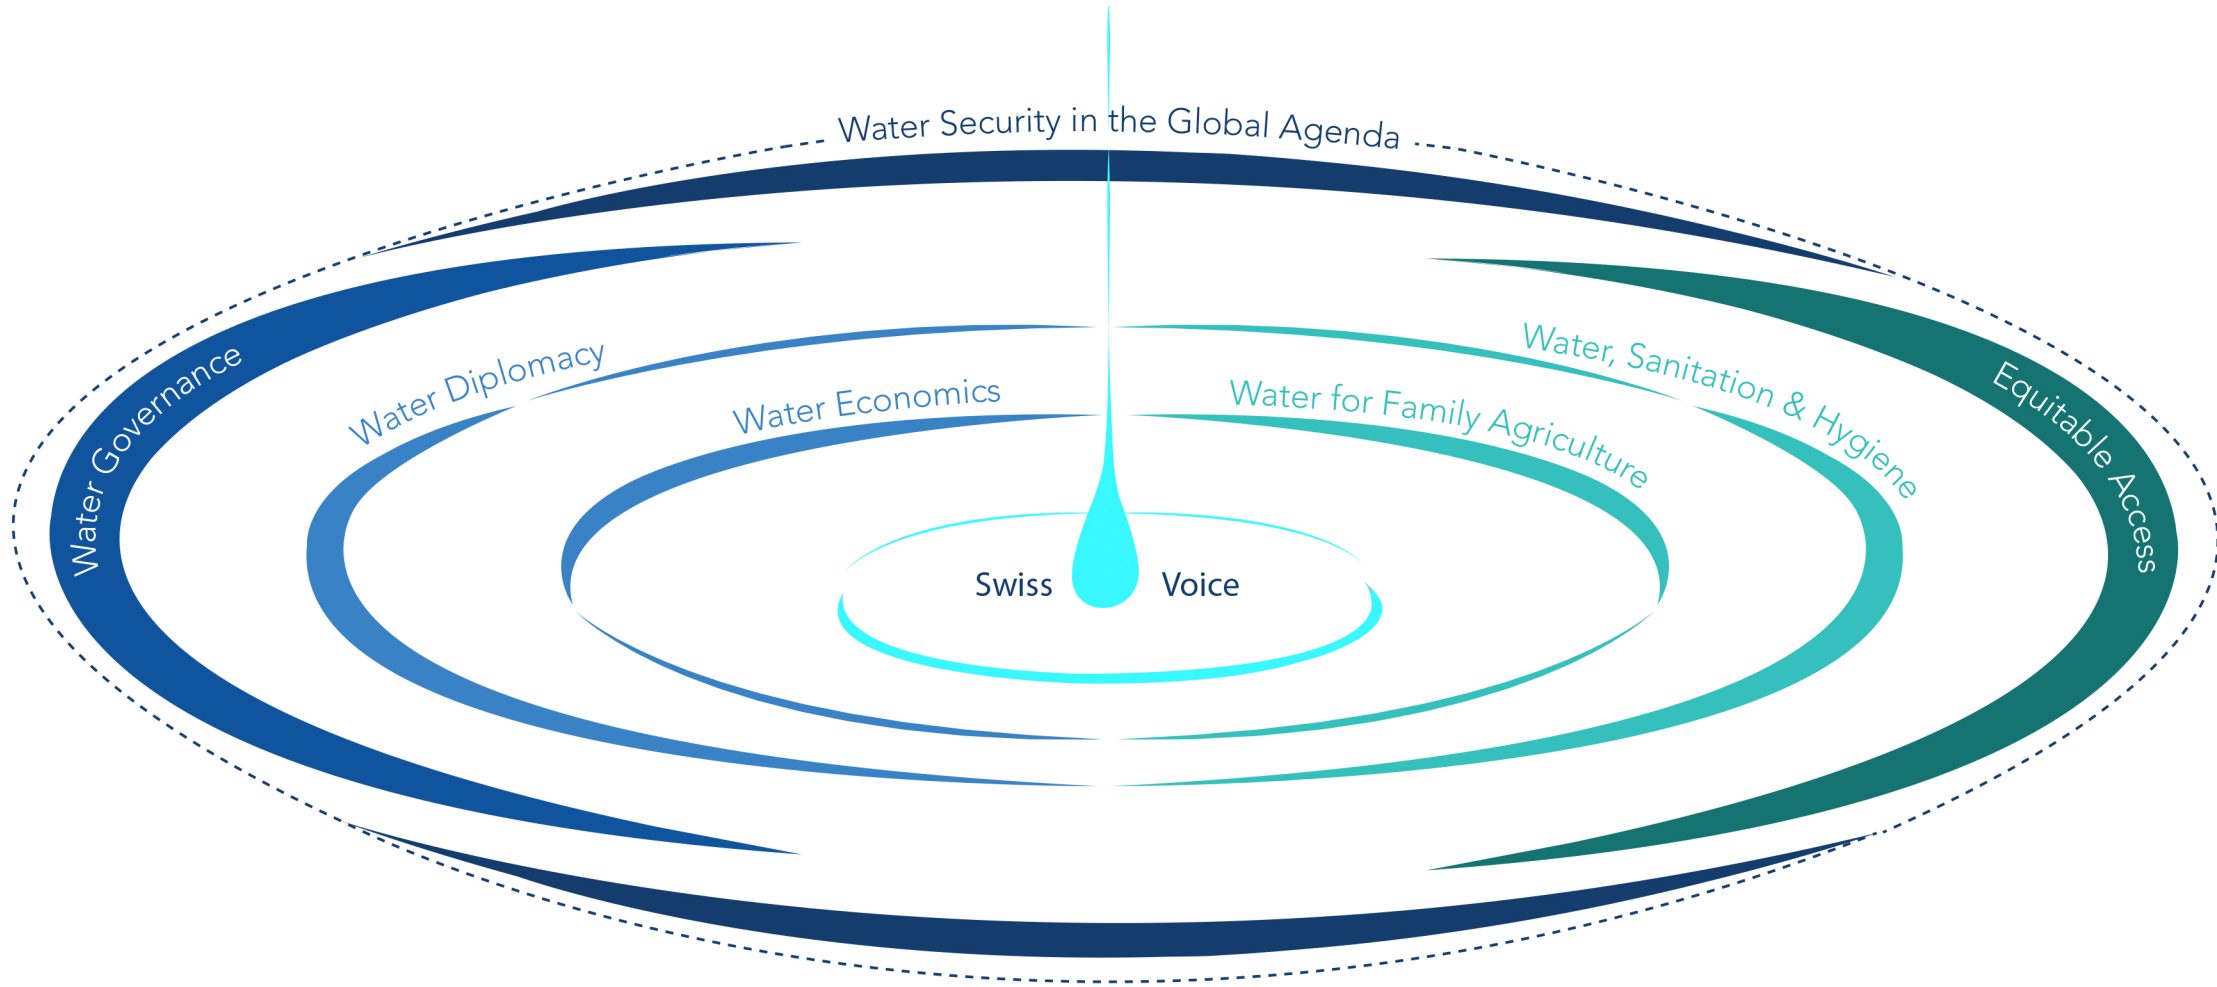 Water Security in the Global Agenda
Water Governance
Water Diplomacy
Water Economics
Water for Family Agriculture
Water, Sanitation & Hygiene
Equitable Access
Swiss Voice